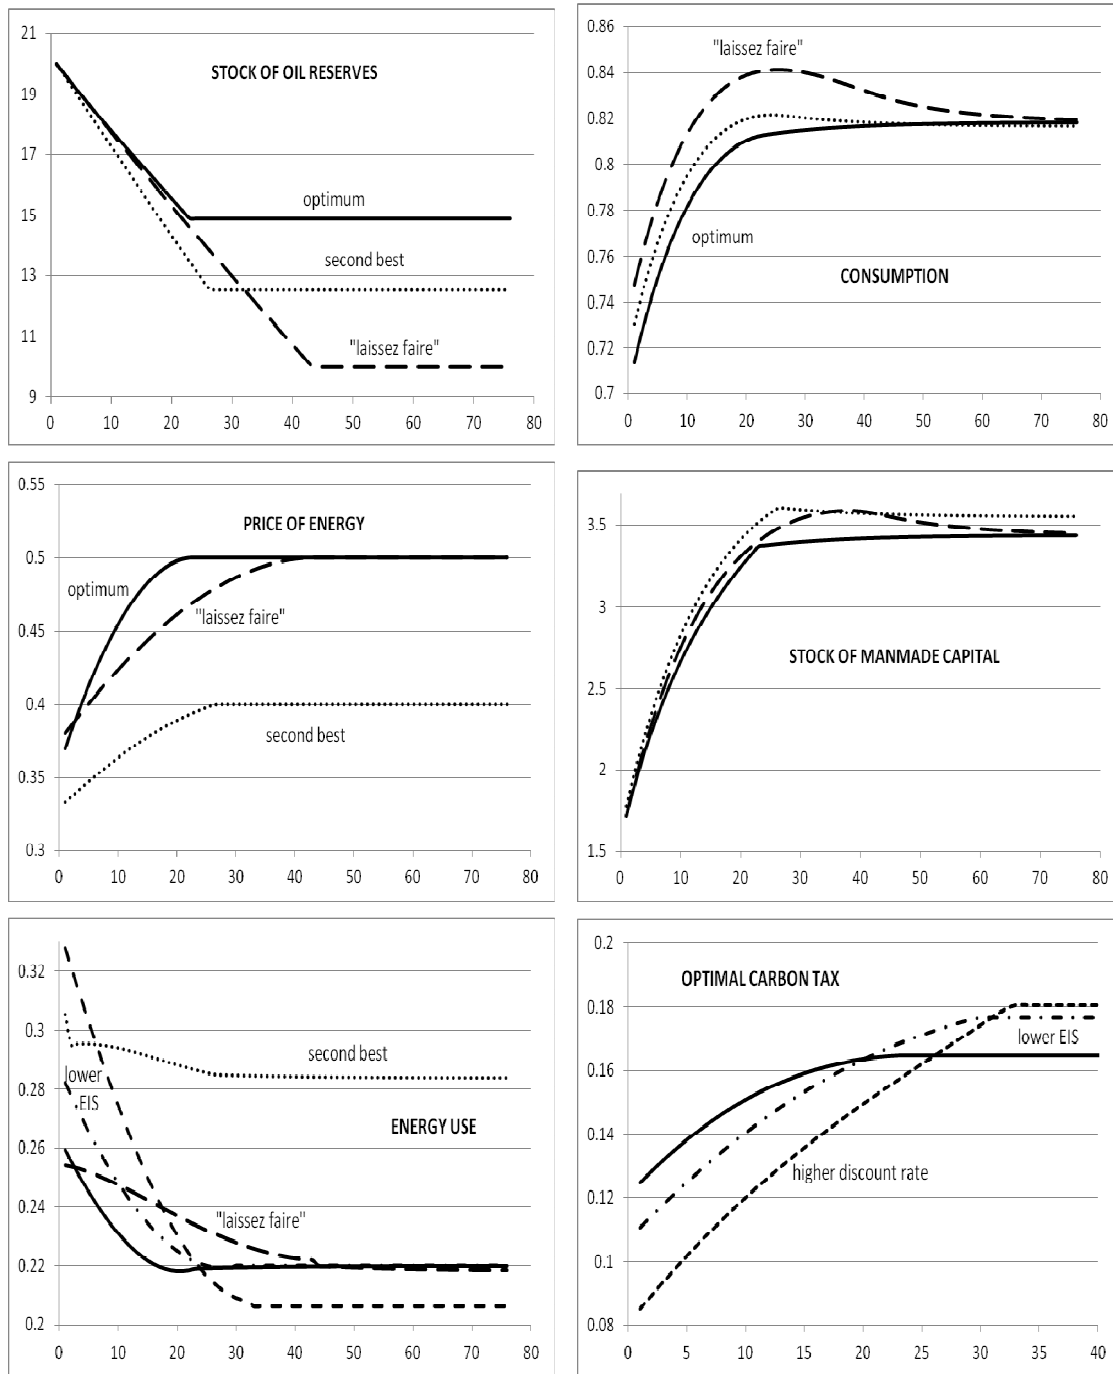 STOCK OF OIL RESERVES
21
19
17
15
13
11
9
optimum
second best
"laissez faire"
0 10 20 30 40 50 60 70 80
CONSUMPTION
0.86
0.84
0.82
0.8
0.78
0.76
0.74
0.72
0.7
"laissez faire"
optimum
0 10 20 30 40 50 60 70 80
PRICE OF ENERGY
0.55
0.5
0.45
0.4
0.35
0.3
optimum
"laissez faire"
second best
0 10 20 30 40 50 60 70 80
STOCK OF MANMADE CAPITAL
3.5
3
2.5
2
1.5
0 10 20 30 40 50 60 70 80
ENERGY USE
0.32
0.3
0.28
0.26
0.24
0.22
0.2
second best
lower
EIS
"laissez faire"
0 10 20 30 40 50 60 70 80
OPTIMAL CARBON TAX
0.2
0.18
0.16
0.14
0.12
0.1
0.08
lower EIS
higher discount rate
0 5 10 15 20 25 30 35 40